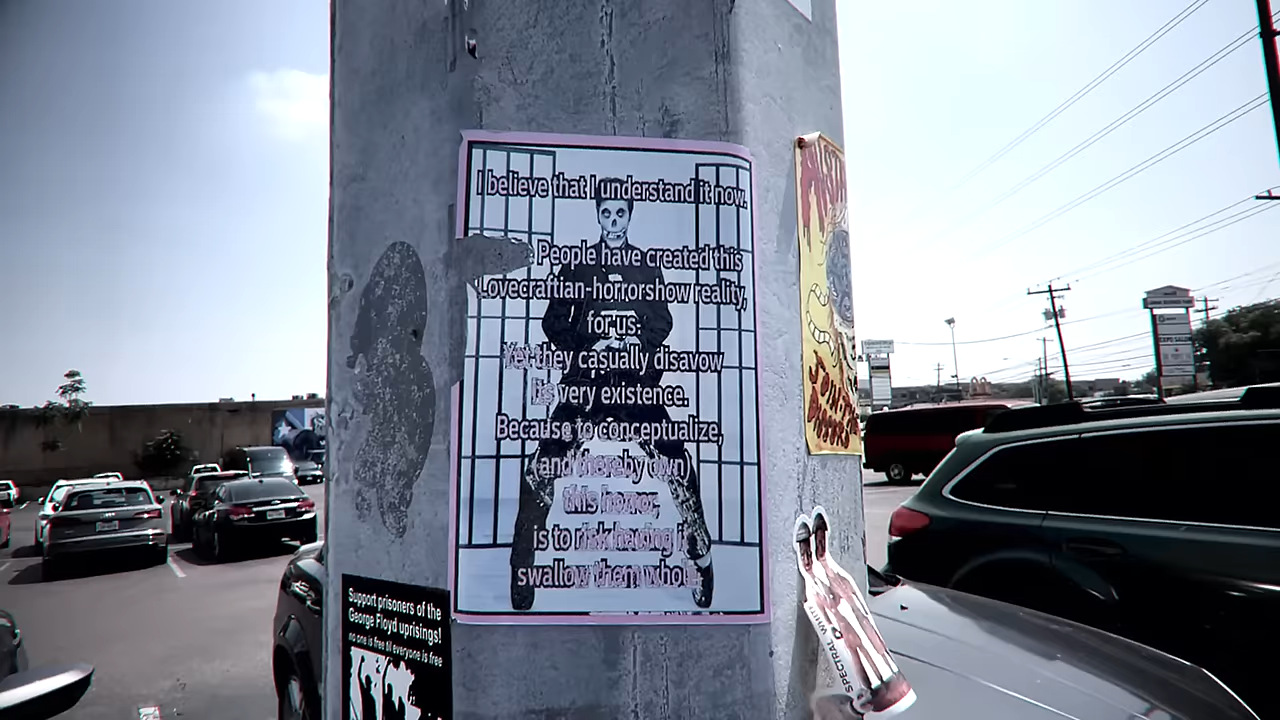 I believe that I understand it now.
People have created this
Lovecraftian-horrorshow reality,
for us.
Yet they casually disavow
its very existence.
Because to conceptualize,
(and thereby own)
this horror,
is to risk having it
swallow them whole.
Support prisoners of the
George Floyd uprisings!
no one is free til everyone is free
SPECTRAL WHITE